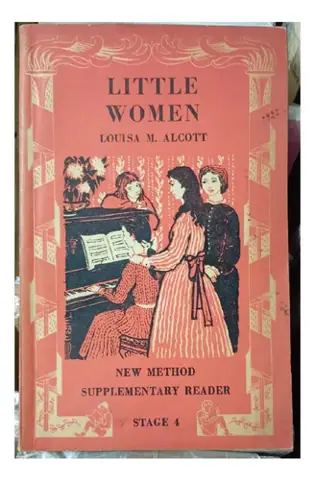 LITTLE
WOMEN
LOUISA M. ALCOTT
NEW METHOD
SUPPLEMENTARY READER
STAGE 4